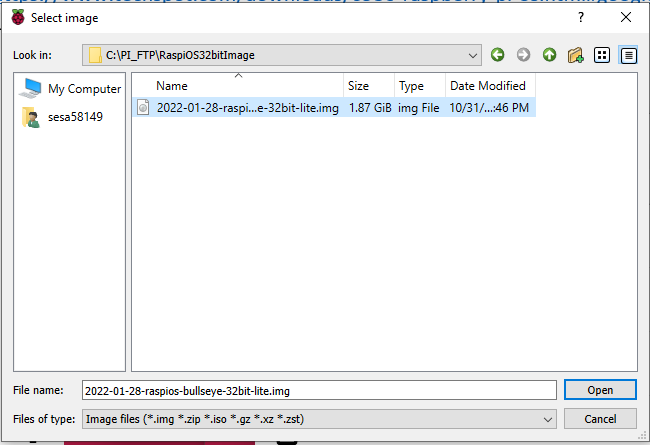 Select image
?
Look in: C:\PI_FTP\RaspiOS32bitImage
My Computer
sesa58149
Name Size Type Date Modified
2022-01-28-raspi...e-32bit-lite.img 1.87 GiB img File 10/31/...:46 PM
File name: 2022-01-28-raspios-bullseye-32bit-lite.img Open
Files of type: Image files (*.img *.zip *.iso *.gz *.xz *.zst) Cancel